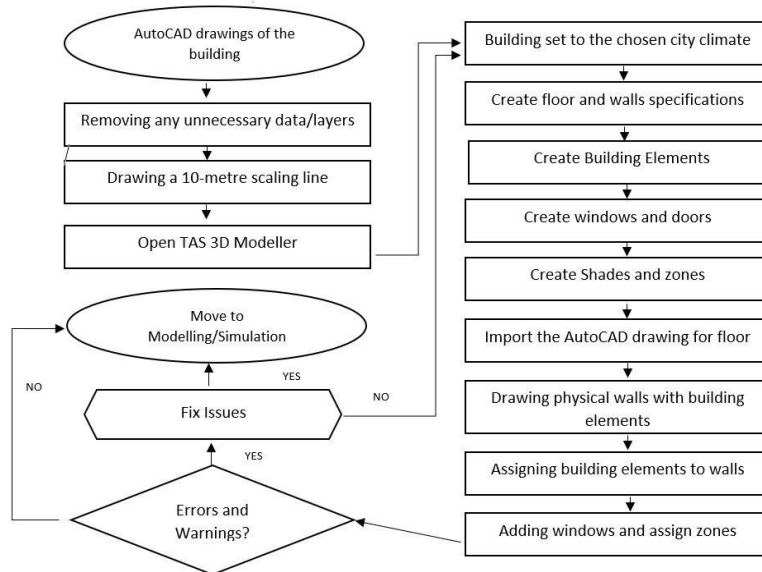 AutoCAD drawings of the
building
Removing any unnecessary data/layers
Drawing a 10-metre scaling line
Open TAS 3D Modeller
Move to
Modelling/Simulation
NO
YES
Fix Issues
NO
YES
Errors and
Warnings?
Building set to the chosen city climate
Create floor and walls specifications
Create Building Elements
Create windows and doors
Create Shades and zones
Import the AutoCAD drawing for floor
Drawing physical walls with building
elements
Assigning building elements to walls
Adding windows and assign zones